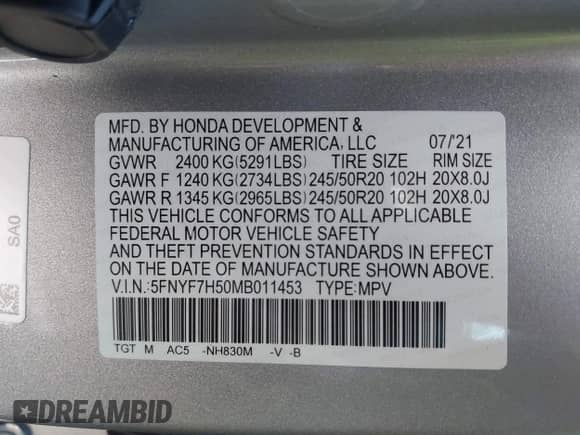 MFD. BY HONDA DEVELOPMENT &
MANUFACTURING OF AMERICA, LLC 07/'21
GVWR 2400 KG(5291LBS) TIRE SIZE RIM SIZE
GAWR F 1240 KG(2734LBS) 245/50R20 102H 20X8.0J
GAWR R 1345 KG(2965LBS) 245/50R20 102H 20X8.0J
THIS VEHICLE CONFORMS TO ALL APPLICABLE
FEDERAL MOTOR VEHICLE SAFETY
AND THEFT PREVENTION STANDARDS IN EFFECT
ON THE DATE OF MANUFACTURE SHOWN ABOVE.
V.I.N.:5FNYF7H50MB011453 TYPE:MPV
TGT M AC5 -NH830M -V -B
SA0
DREAMBID